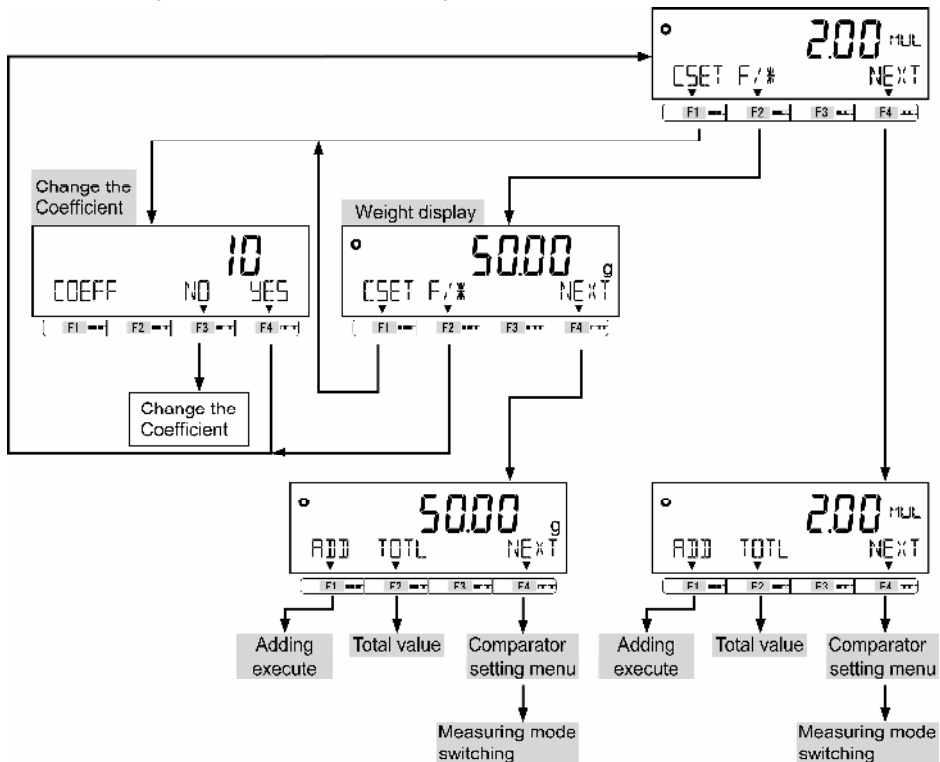 2.00 MUL
CSET F/* NEXT
F1 F2 F3 F4
Change the
Coefficient
10
COEFF NO YES
F1 F2 F3 F4
Weight display
50.00 g
CSET F/* NEXT
F1 F2 F3 F4
Change the
Coefficient
50.00 g
ADD TOTL NEXT
F1 F2 F3 F4
Adding
execute
Total value
Comparator
setting menu
Measuring mode
switching
2.00 MUL
ADD TOTL NEXT
F1 F2 F3 F4
Adding
execute
Total value
Comparator
setting menu
Measuring mode
switching